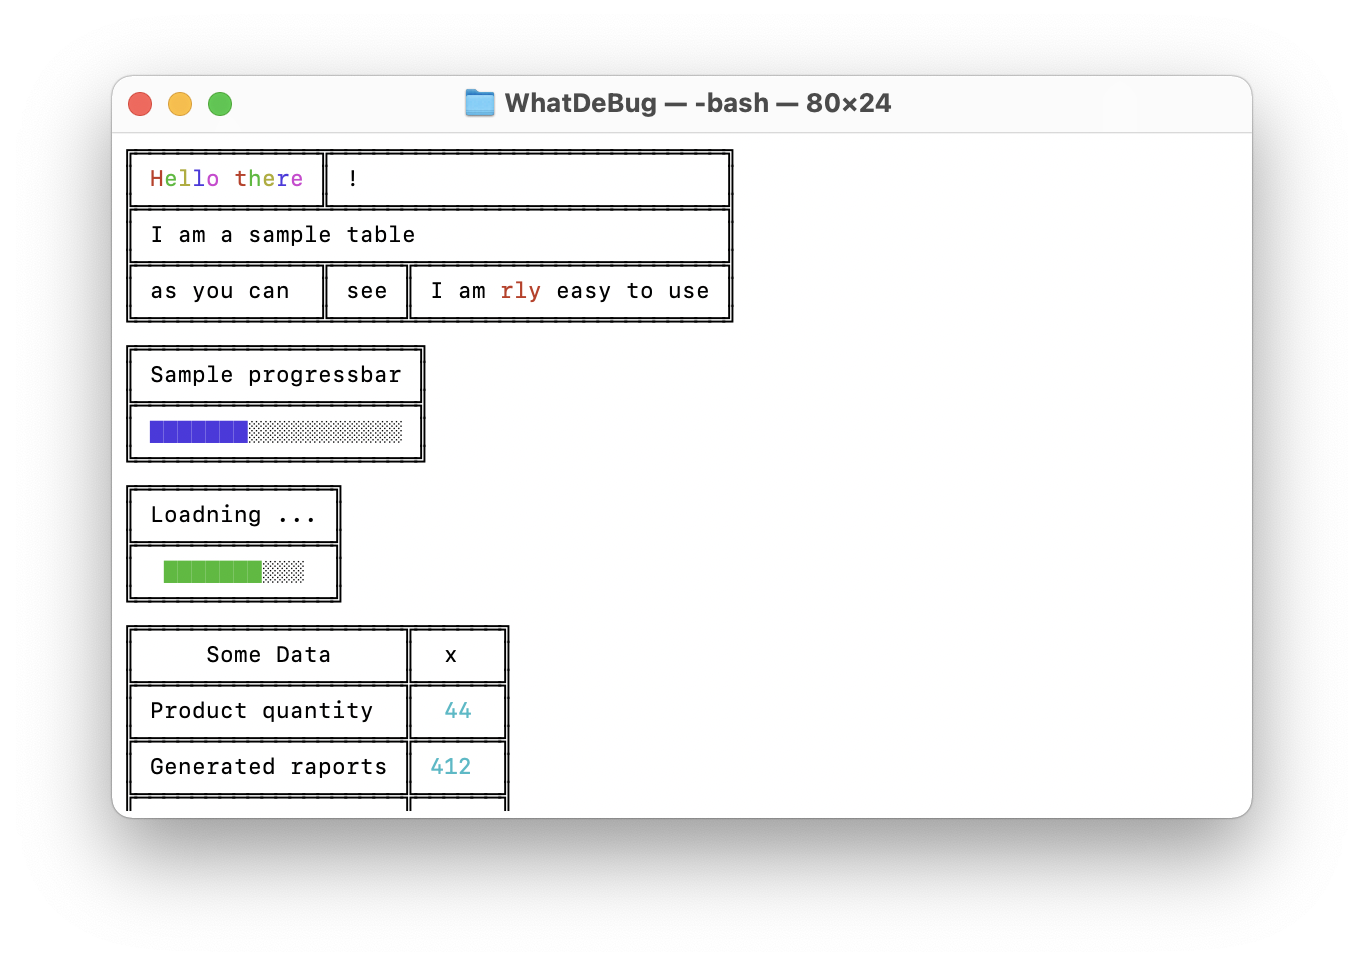 WhatDeBug — -bash — 80×24
Hello there !
I am a sample table
as you can see I am rly easy to use
Sample progressbar
Loadning ...
Some Data x
Product quantity 44
Generated raports 412